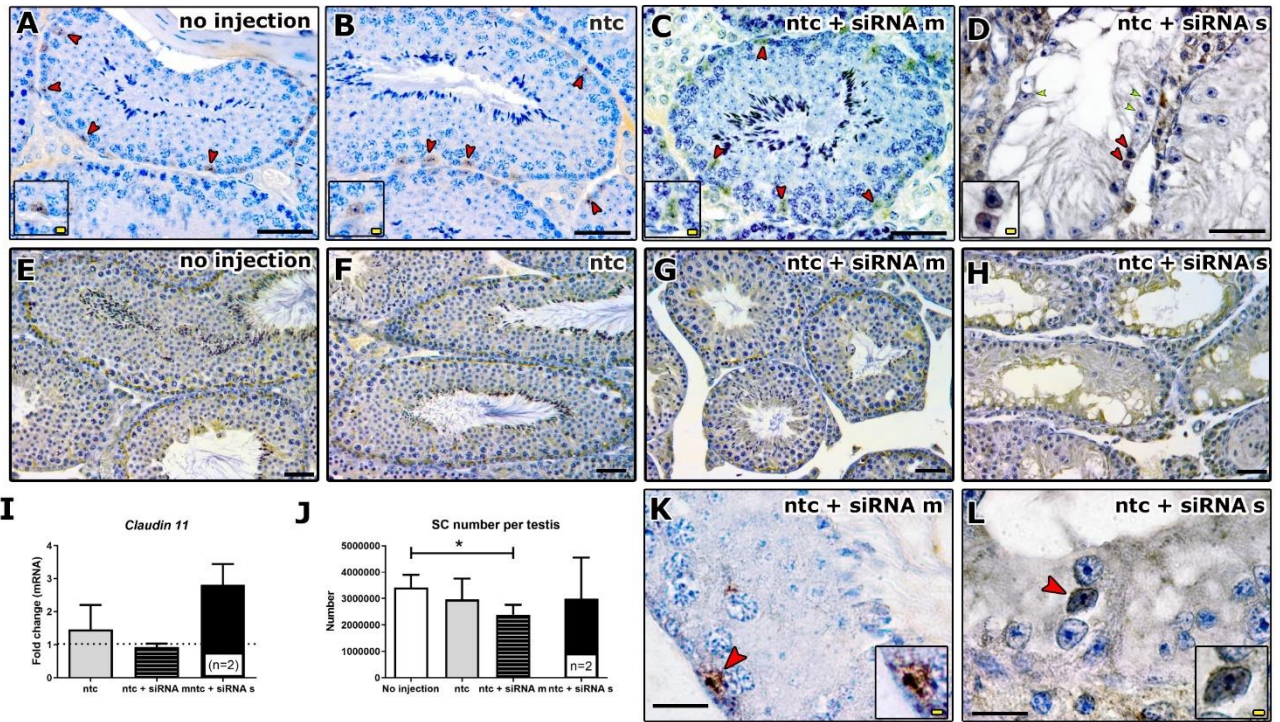 A no injection
B ntc
C ntc + siRNA m
D ntc + siRNA s
E no injection
F ntc
G ntc + siRNA m
H ntc + siRNA s
I
Claudin 11
Fold change (mRNA)
4
3
2
1
0
(n=2)
ntc ntc + siRNA m ntc + siRNA s
J
SC number per testis
Number
5000000
4000000
3000000
2000000
1000000
0
*
n=2
No injection ntc ntc + siRNA m ntc + siRNA s
K ntc + siRNA m
L ntc + siRNA s